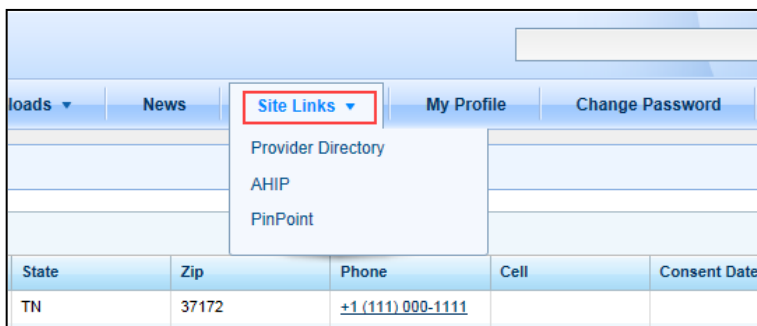 loads News Site Links My Profile Change Password
Provider Directory
AHIP
PinPoint
State Zip Phone Cell Consent Date
TN 37172 +1 (111) 000-1111